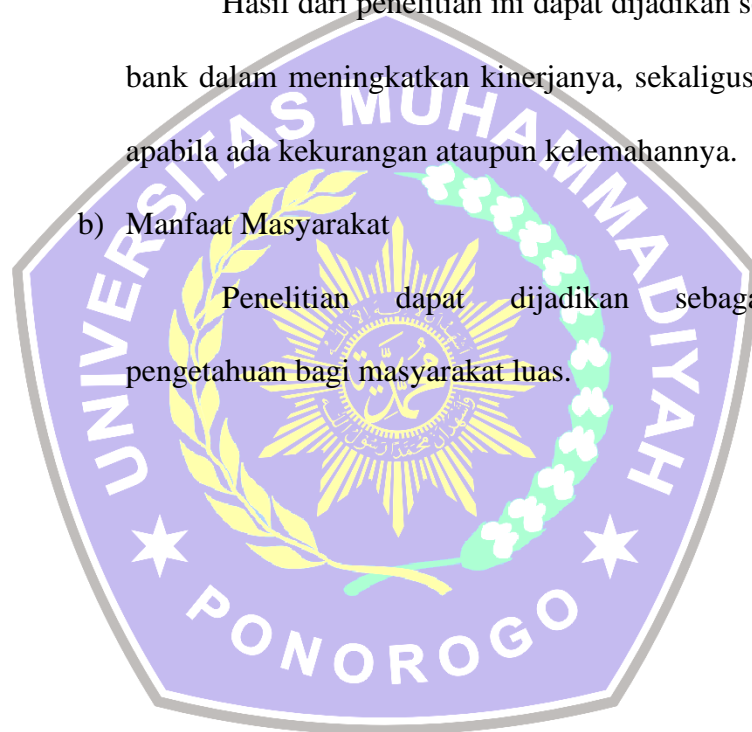 Hasil dari penelitian ini dapat dijadikan
bank dalam meningkatkan kinerjanya, sekaligus
apabila ada kekurangan ataupun kelemahannya.
b) Manfaat Masyarakat
Penelitian dapat dijadikan
pengetahuan bagi masyarakat luas.
UNIVERSITAS MUHAMMADIYAH
PONOROGO
محمد